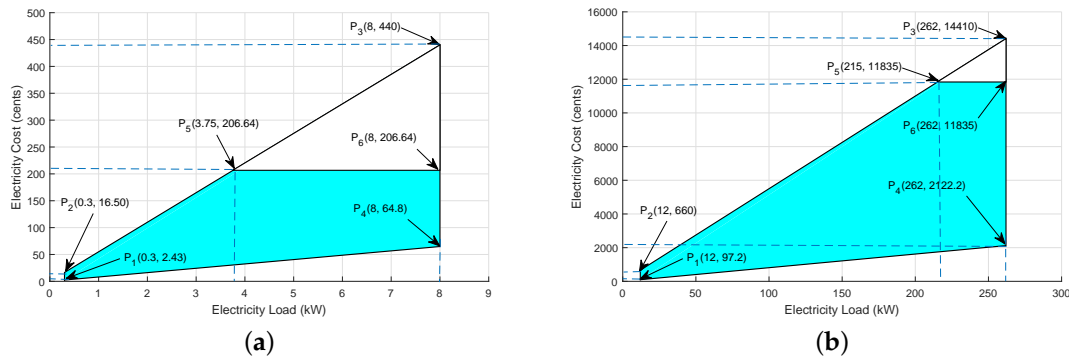 500
450
400
350
300
250
200
150
100
50
0
Electricity Cost (cents)
P3(8, 440)
P5(3.75, 206.64)
P6(8, 206.64)
P2(0.3, 16.50)
P4(8, 64.8)
P1(0.3, 2.43)
0 1 2 3 4 5 6 7 8 9
Electricity Load (kW)
(a)
16000
14000
12000
10000
8000
6000
4000
2000
0
Electricity Cost (cents)
P3(262, 14410)
P5(215, 11835)
P6(262, 11835)
P4(262, 2122.2)
P2(12, 660)
P1(12, 97.2)
0 50 100 150 200 250 300
Electricity Load (kW)
(b)